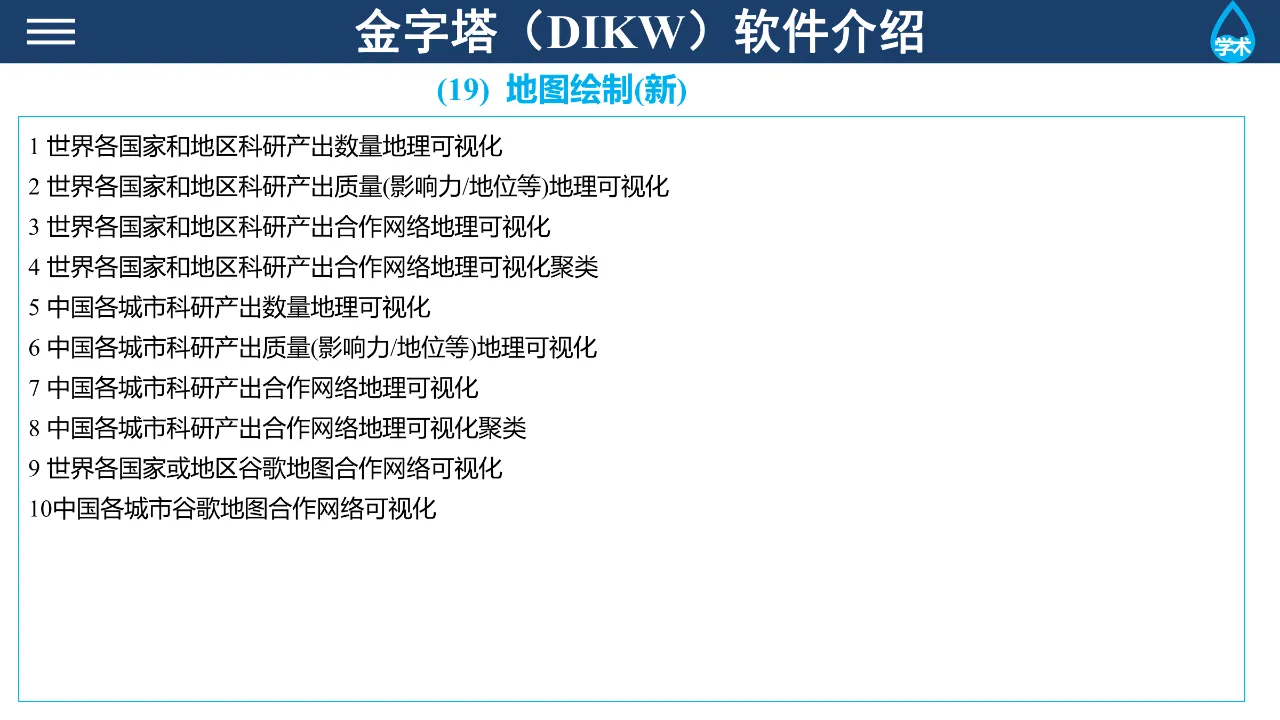 金字塔（DIKW）软件介绍
学术
(19) 地图绘制(新)
1 世界各国家和地区科研产出数量地理可视化
2 世界各国家和地区科研产出质量(影响力/地位等)地理可视化
3 世界各国家和地区科研产出合作网络地理可视化
4 世界各国家和地区科研产出合作网络地理可视化聚类
5 中国各城市科研产出数量地理可视化
6 中国各城市科研产出质量(影响力/地位等)地理可视化
7 中国各城市科研产出合作网络地理可视化
8 中国各城市科研产出合作网络地理可视化聚类
9 世界各国家或地区谷歌地图合作网络可视化
10中国各城市谷歌地图合作网络可视化